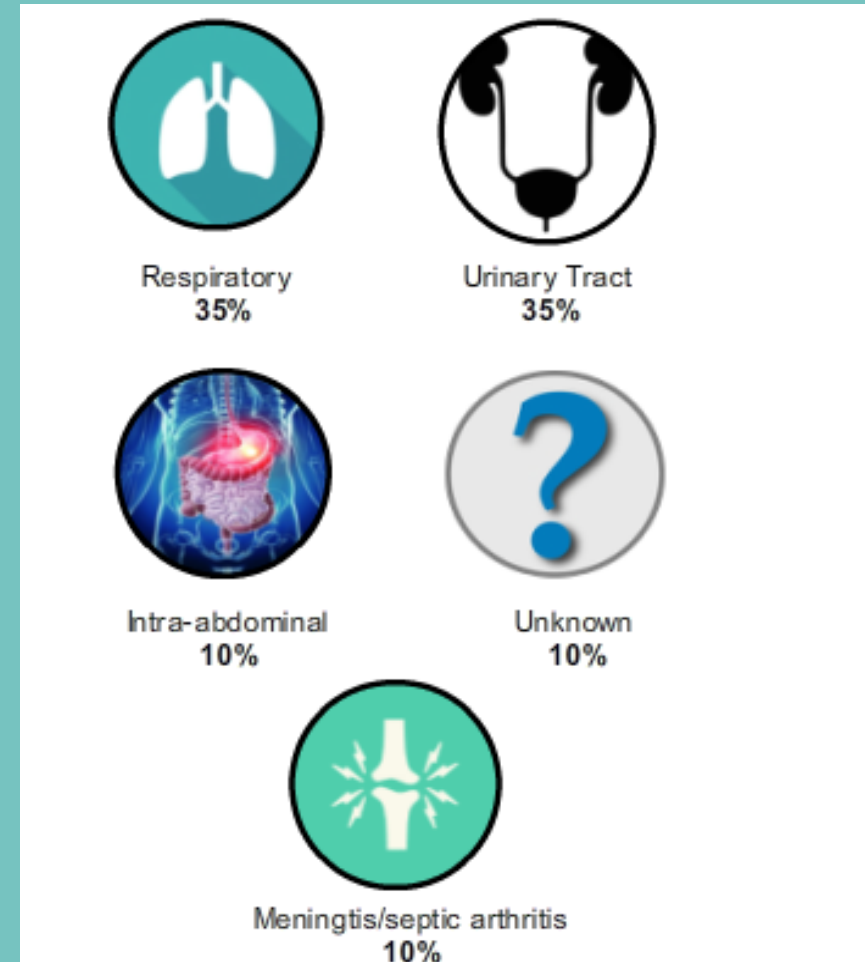 Respiratory
35%
Urinary Tract
35%
?
Intra-abdominal
10%
Unknown
10%
Meningtis/septic arthritis
10%